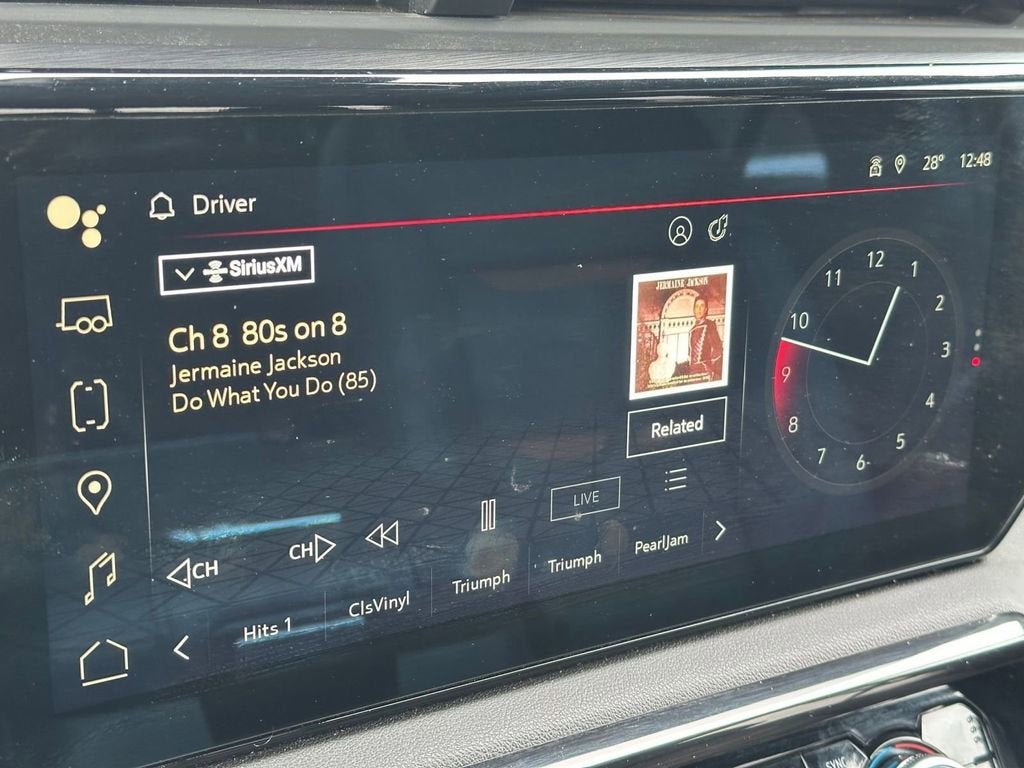 28° 12:48
Driver
SiriusXM
Ch 8 80s on 8
Jermaine Jackson
Do What You Do (85)
JERMAINE JACKSON
Related
LIVE
CH
CH
Hits 1
ClsVinyl
Triumph
Triumph
PearlJam
12
1
2
3
4
5
6
7
8
9
10
11
SYNC